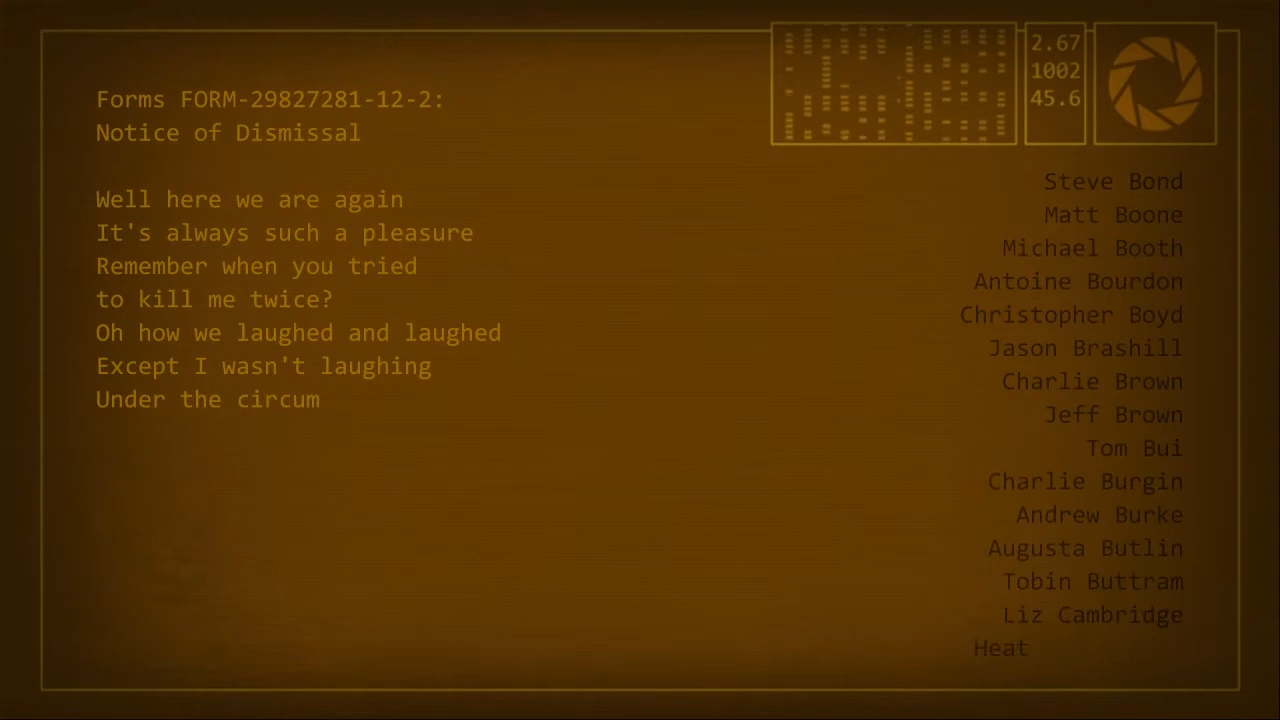 Forms FORM-29827281-12-2:
Notice of Dismissal
Well here we are again
It's always such a pleasure
Remember when you tried
to kill me twice?
Oh how we laughed and laughed
Except I wasn't laughing
Under the circum
2.67
1002
45.6
Steve Bond
Matt Boone
Michael Booth
Antoine Bourdon
Christopher Boyd
Jason Brashill
Charlie Brown
Jeff Brown
Tom Bui
Charlie Burgin
Andrew Burke
Augusta Butlin
Tobin Buttram
Liz Cambridge
Heat